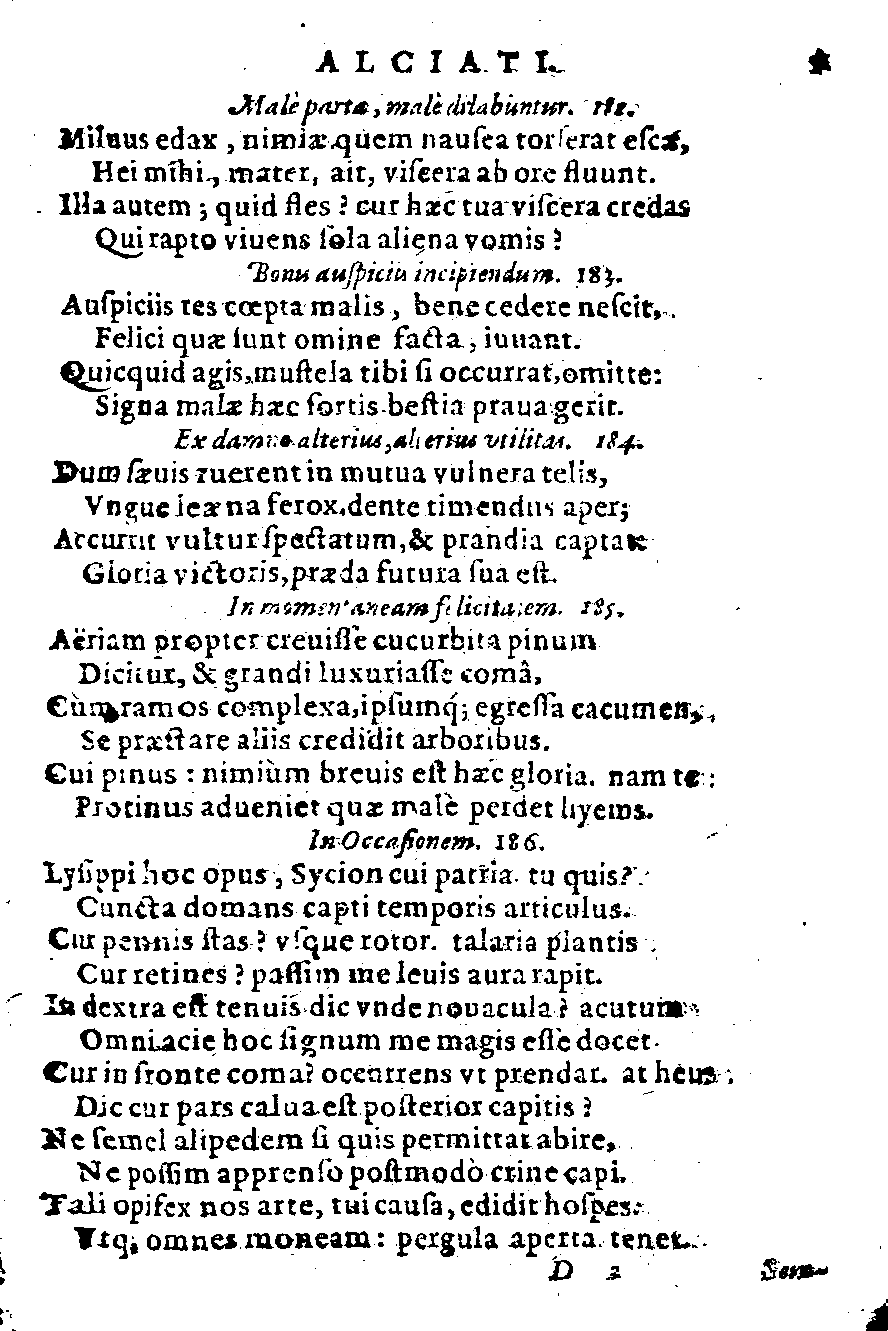 ALCIATI.
Malè parta, malè dilabuntur. 182.
Miluus edax, nimiæ quem nausea torserat escæ,
Hei mihi, mater, ait, viscera ab ore fluunt.
Illa autem; quid fles? cur hæc tua viscera credas
Qui rapto viuens sola aliena vomis?
Bonis auspiciis incipiendum. 183.
Auſpiciis res cœpta malis, bene cedere neſcit,
Felici quæ ſunt omine facta, iuuant.
Quicquid agis, muſtela tibi ſi occurrat, omitte:
Signa malæ hæc ſortis beſtia praua gerit.
Ex damno alterius, alterius vtilitas. 184.
Dum ſæuis ruerent in mutua vulnera telis,
Vngue leæna ferox, dente timendus aper;
Accurrit vultur ſpectatum, & prandia captat
Gloria victoris, præda futura ſua eſt.
In momentaneam felicitatem. 185.
Aëriam propter creuiſſe cucurbita pinum
Dicitur, & grandi luxuriaſſe comâ,
Cùm ramos complexa, ipſumq; egreſſa cacumen,
Se præſtare aliis credidit arboribus.
Cui pinus: nimiùm breuis eſt hæc gloria. nam te:
Protinus adueniet quæ malè perdet hyems.
In Occaſionem. 186.
Lyſippi hoc opus, Sycion cui patria. tu quis?
Cuncta domans capti temporis articulus.
Cur pennis ſtas? vſque rotor. talaria plantis
Cur retines? paſſim me leuis aura rapit.
In dextra eſt tenuis dic vnde nouacula? acutum
Omni acie hoc ſignum me magis eſſe docet.
Cur in fronte coma? occurrens vt prendar. at heus
Dic cur pars calua eſt poſterior capitis?
Ne ſemel alipedem ſi quis permittat abire,
Ne poſſim apprenſo poſtmodò crine capi.
Tali opifex nos arte, tui cauſa, edidit hoſpes.
Vtq; omnes moneam: pergula aperta tenet.
D 2